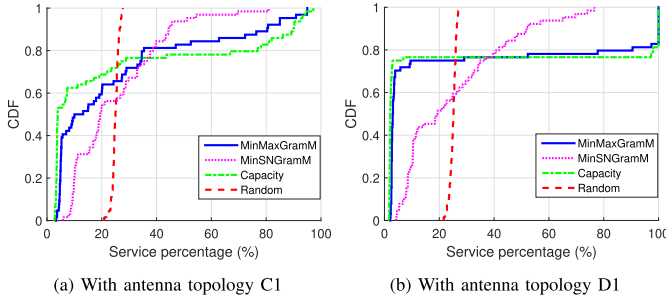 1
0.8
0.6
0.4
0.2
0
CDF
0 20 40 60 80 100
Service percentage (%)
MinMaxGramM
MinSNGramM
Capacity
Random
(a) With antenna topology C1
1
0.8
0.6
0.4
0.2
0
CDF
0 20 40 60 80 100
Service percentage (%)
MinMaxGramM
MinSNGramM
Capacity
Random
(b) With antenna topology D1